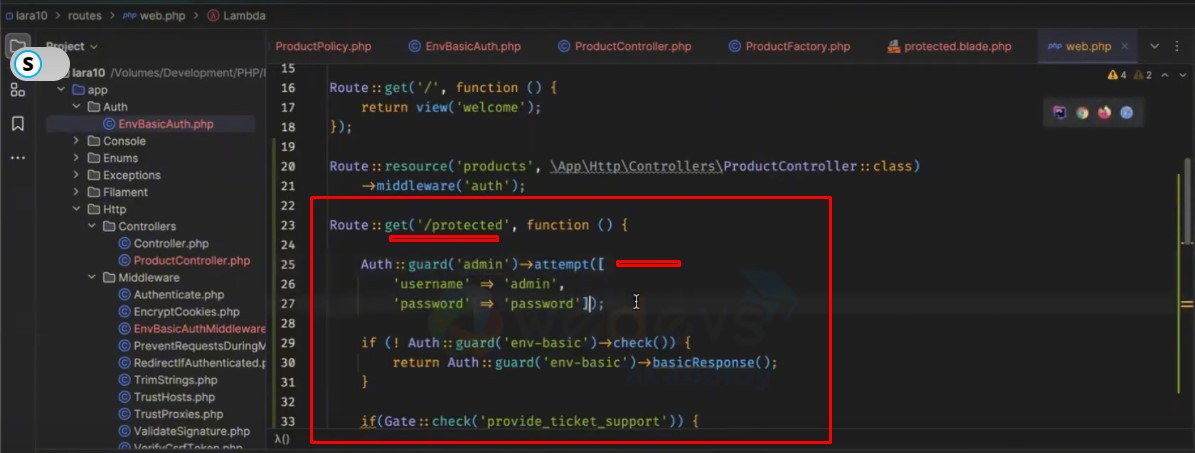 lara10 > routes > php web.php > Lambda
Project
ProductPolicy.php EnvBasicAuth.php ProductController.php ProductFactory.php protected.blade.php php web.php
S
lara10 /Volumes/Development/PHP/l
app
Auth
EnvBasicAuth.php
Console
Enums
Exceptions
Filament
Http
Controllers
Controller.php
ProductController.php
Middleware
Authenticate.php
EncryptCookies.php
EnvBasicAuthMiddleware
PreventRequestsDuringM
RedirectIfAuthenticated.p
TrimStrings.php
TrustHosts.php
TrustProxies.php
ValidateSignature.php
VerifyCsrfToken.php
4 2
15
16 Route::get('/', function () {
17 return view('welcome');
18 });
19
20 Route::resource('products', \App\Http\Controllers\ProductController::class)
21 ->middleware('auth');
22
23 Route::get('/protected', function () {
24
25 Auth::guard('admin')->attempt([
26 'username' => 'admin',
27 'password' => 'password']);
28
29 if (! Auth::guard('env-basic')->check()) {
30 return Auth::guard('env-basic')->basicResponse();
31 }
32
33 if(Gate::check('provide_ticket_support')) {
λ()
wedevs
academy